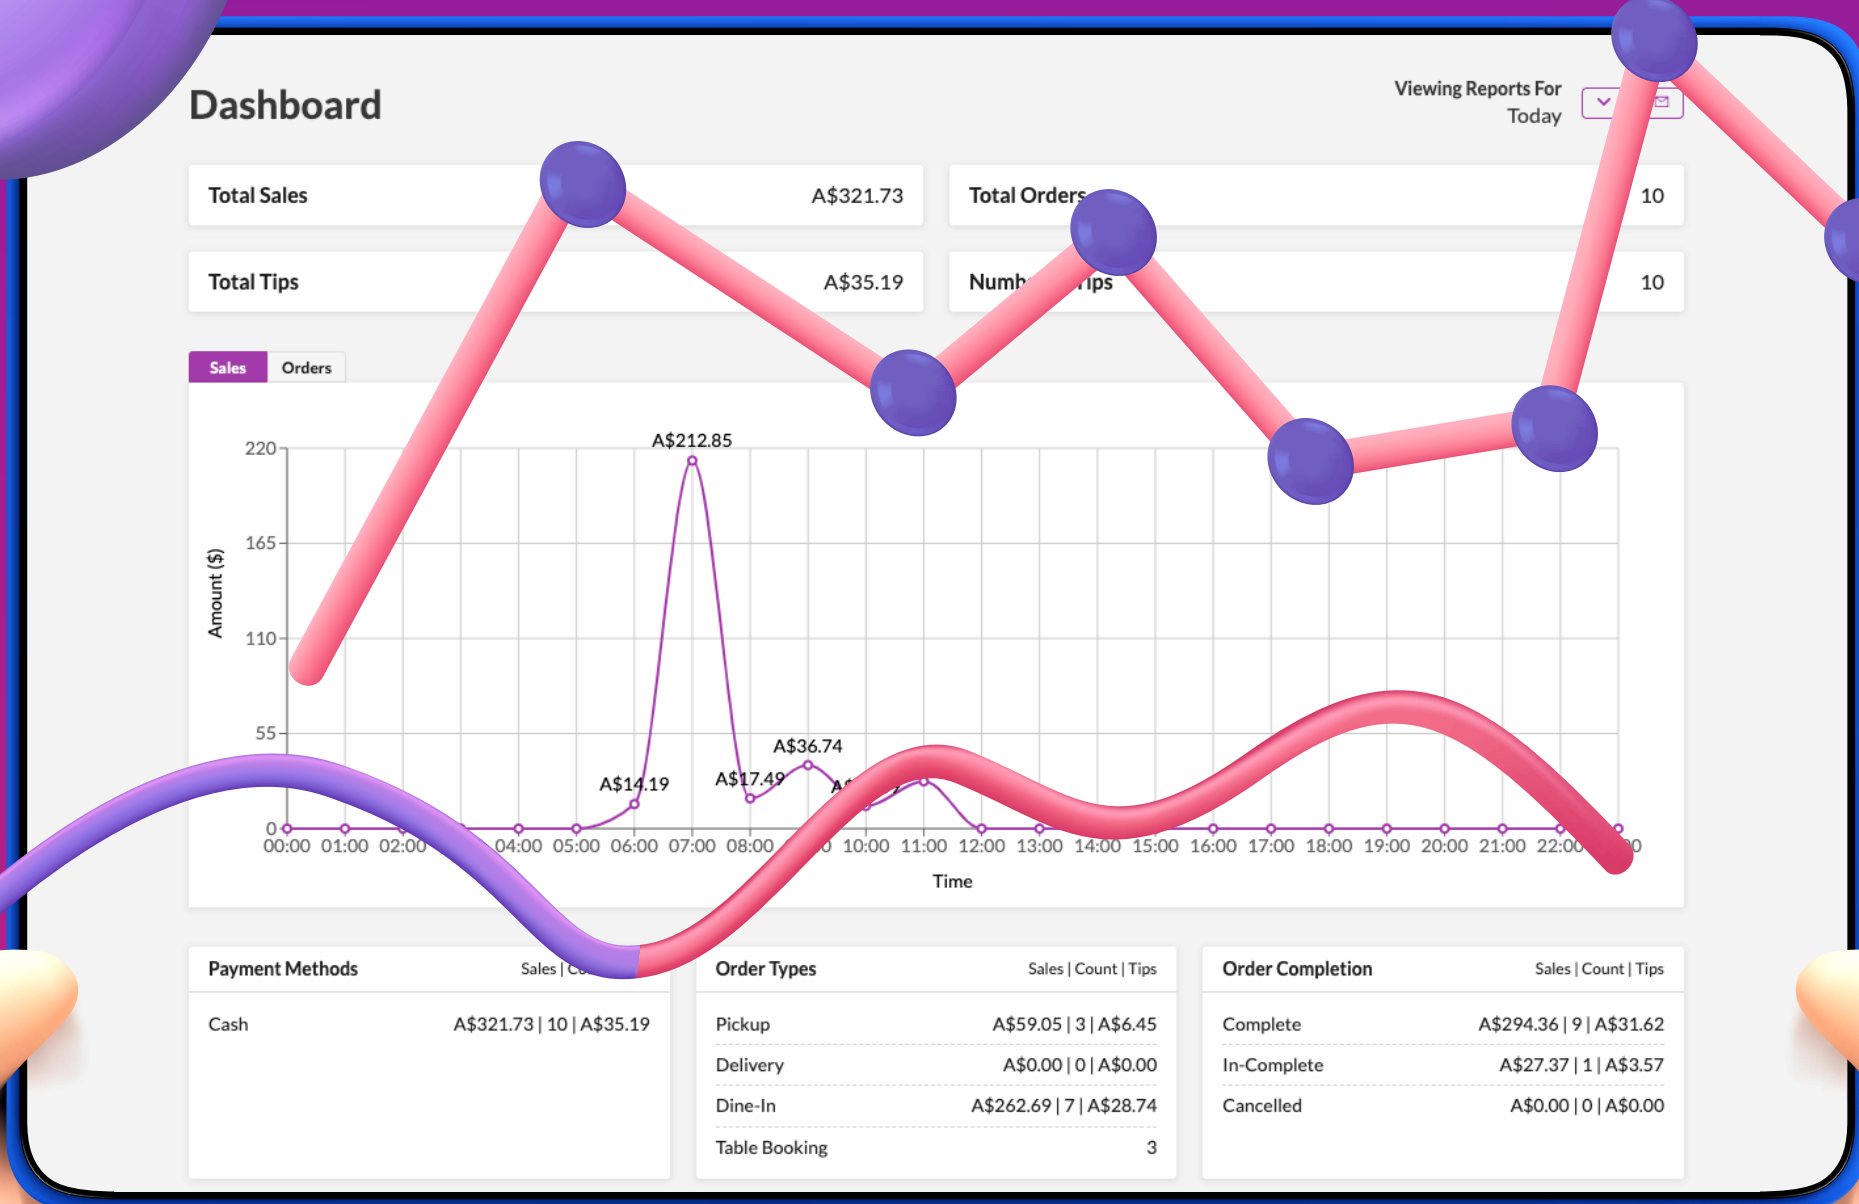 Dashboard
Viewing Reports For
Today
Total Sales A$321.73
Total Orders 10
Total Tips A$35.19
10
Sales Orders
A$212.85
220
165
Amount ($)
110
55
A$36.74
A$17.49
A$14.19
0
00:00 01:00 02:00 04:00 05:00 06:00 07:00 08:00 10:00 11:00 12:00 13:00 14:00 15:00 16:00 17:00 18:00 19:00 20:00 21:00 22:00
Time
Payment Methods Sales |
Cash A$321.73 | 10 | A$35.19
Order Types Sales | Count | Tips
Pickup A$59.05 | 3 | A$6.45
Delivery A$0.00 | 0 | A$0.00
Dine-In A$262.69 | 7 | A$28.74
Table Booking 3
Order Completion Sales | Count | Tips
Complete A$294.36 | 9 | A$31.62
In-Complete A$27.37 | 1 | A$3.57
Cancelled A$0.00 | 0 | A$0.00